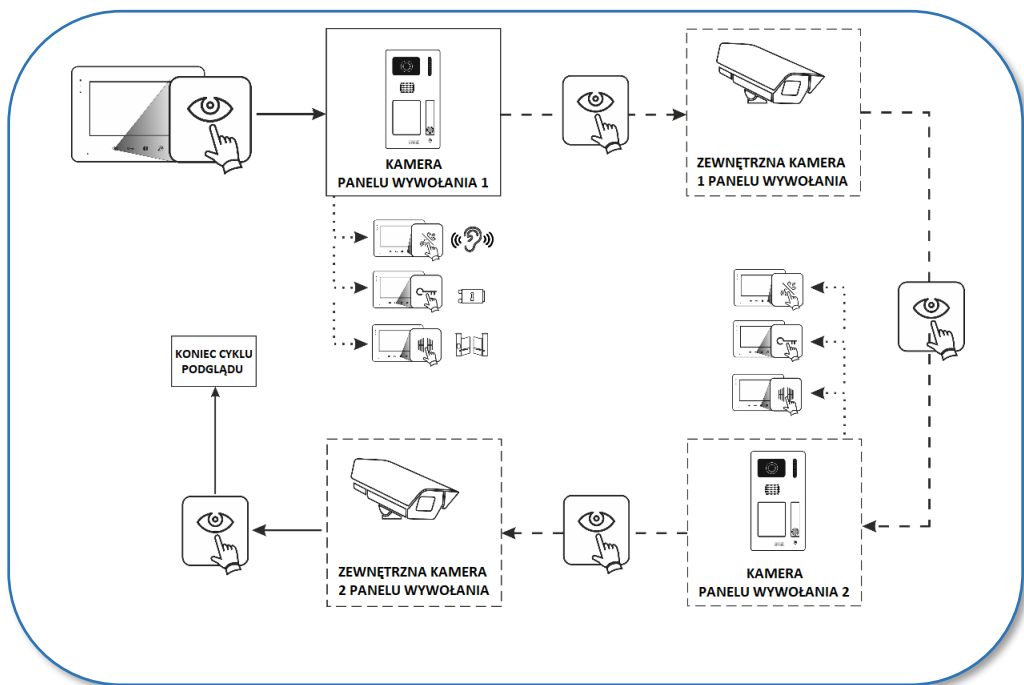 KAMERA
PANELU WYWOŁANIA 1
ZEWNĘTRZNA KAMERA
1 PANELU WYWOŁANIA
KONIEC CYKLU
PODGLĄDU
ZEWNĘTRZNA KAMERA
2 PANELU WYWOŁANIA
KAMERA
PANELU WYWOŁANIA 2